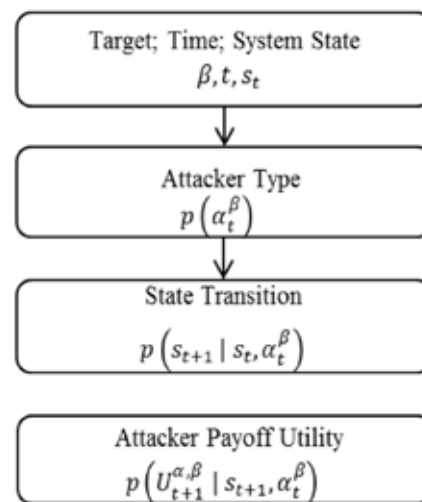 Target; Time; System State
β, t, s_t
Attacker Type
p(α_t^β)
State Transition
p(s_{t+1} | s_t, α_t^β)
Attacker Payoff Utility
p(U_{t+1}^{α,β} | s_{t+1}, α_t^β)